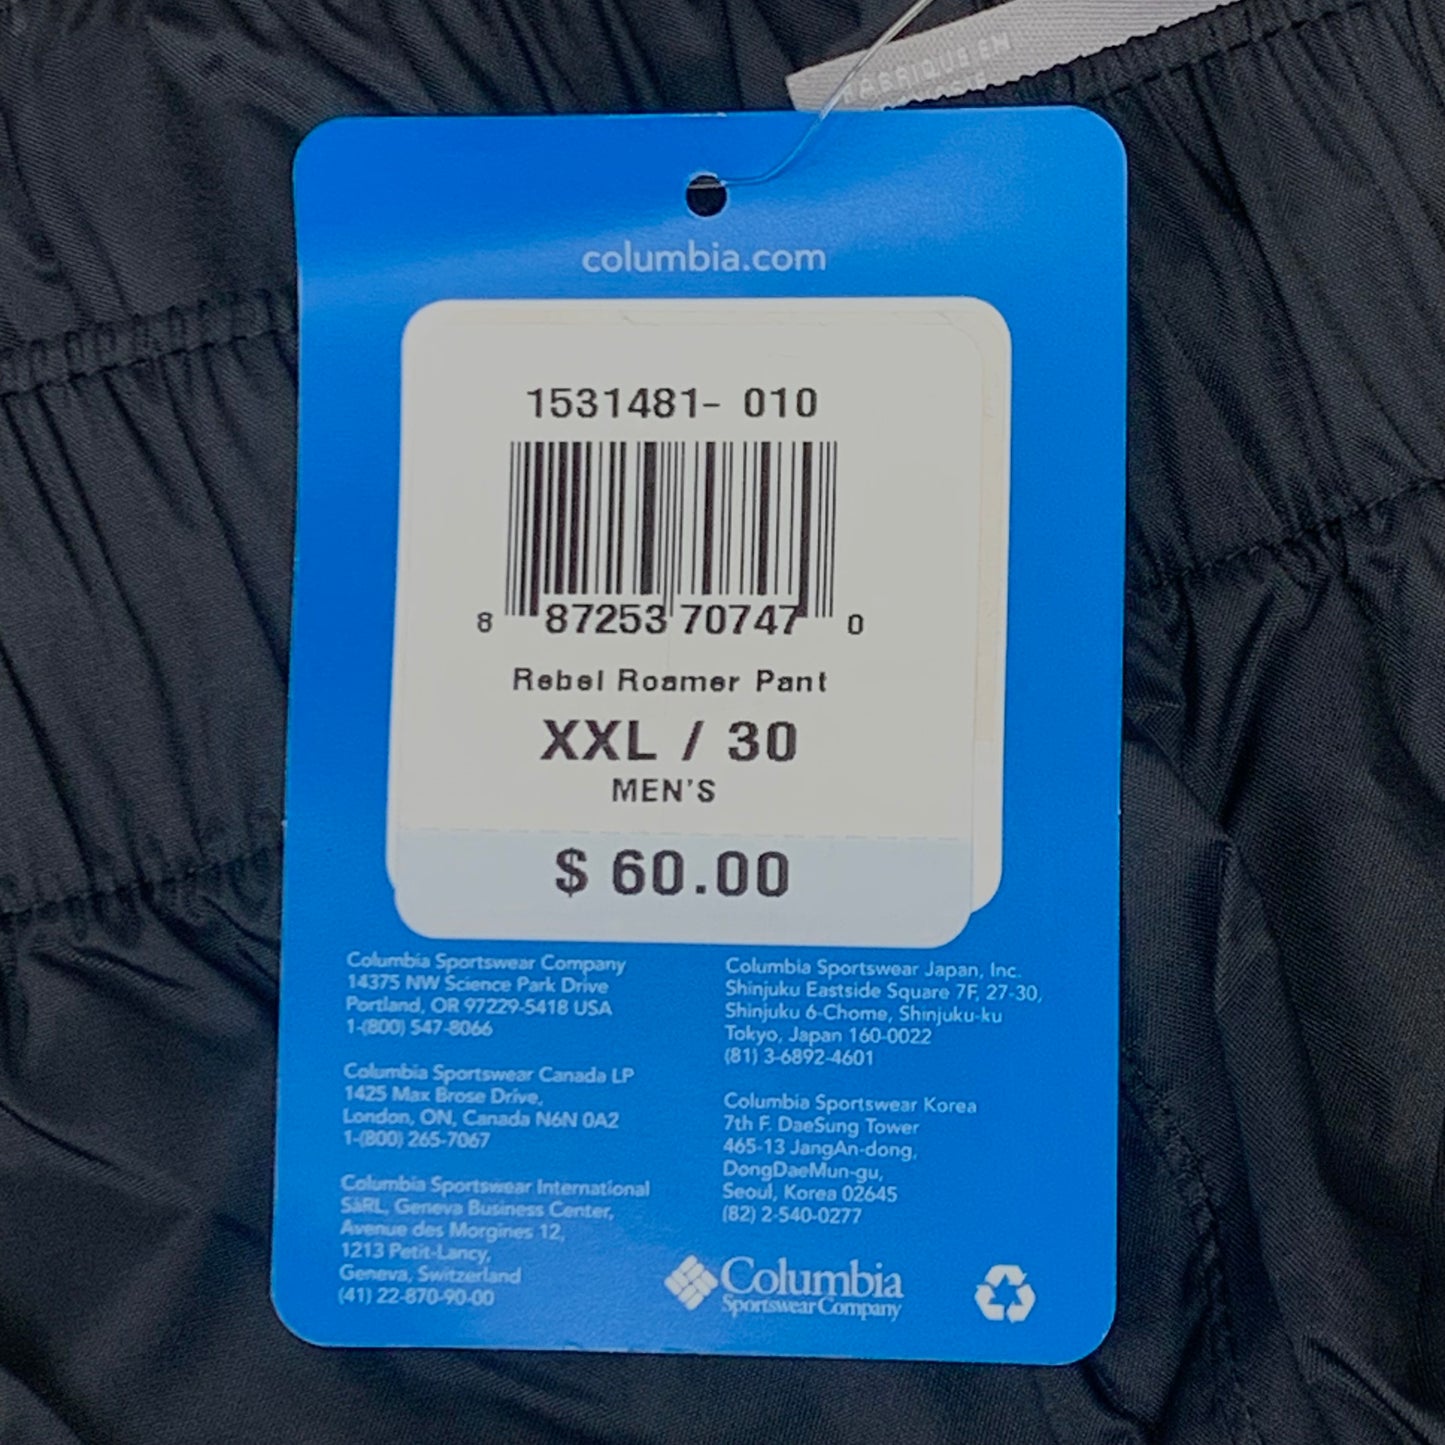 FABRIQUE EN
columbia.com
1531481- 010
8 87253 70747 0
Rebel Roamer Pant
XXL / 30
MEN'S
$ 60.00
Columbia Sportswear Company
14375 NW Science Park Drive
Portland, OR 97229-5418 USA
1-(800) 547-8066
Columbia Sportswear Canada LP
1425 Max Brose Drive,
London, ON, Canada N6N 0A2
1-(800) 265-7067
Columbia Sportswear International
SàRL, Geneva Business Center,
Avenue des Morgines 12,
1213 Petit-Lancy,
Geneva, Switzerland
(41) 22-870-90-00
Columbia Sportswear Japan, Inc.
Shinjuku Eastside Square 7F, 27-30,
Shinjuku 6-Chome, Shinjuku-ku
Tokyo, Japan 160-0022
(81) 3-6892-4601
Columbia Sportswear Korea
7th F. DaeSung Tower
465-13 JangAn-dong,
DongDaeMun-gu,
Seoul, Korea 02645
(82) 2-540-0277
Columbia
Sportswear Company